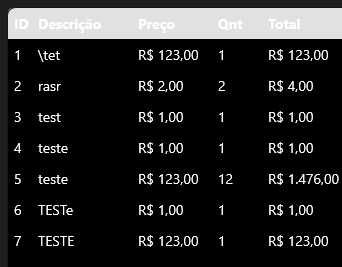 ID Descrição Preço Qnt Total
1 \tet R$ 123,00 1 R$ 123,00
2 rasr R$ 2,00 2 R$ 4,00
3 test R$ 1,00 1 R$ 1,00
4 teste R$ 1,00 1 R$ 1,00
5 teste R$ 123,00 12 R$ 1.476,00
6 TESTe R$ 1,00 1 R$ 1,00
7 TESTE R$ 123,00 1 R$ 123,00